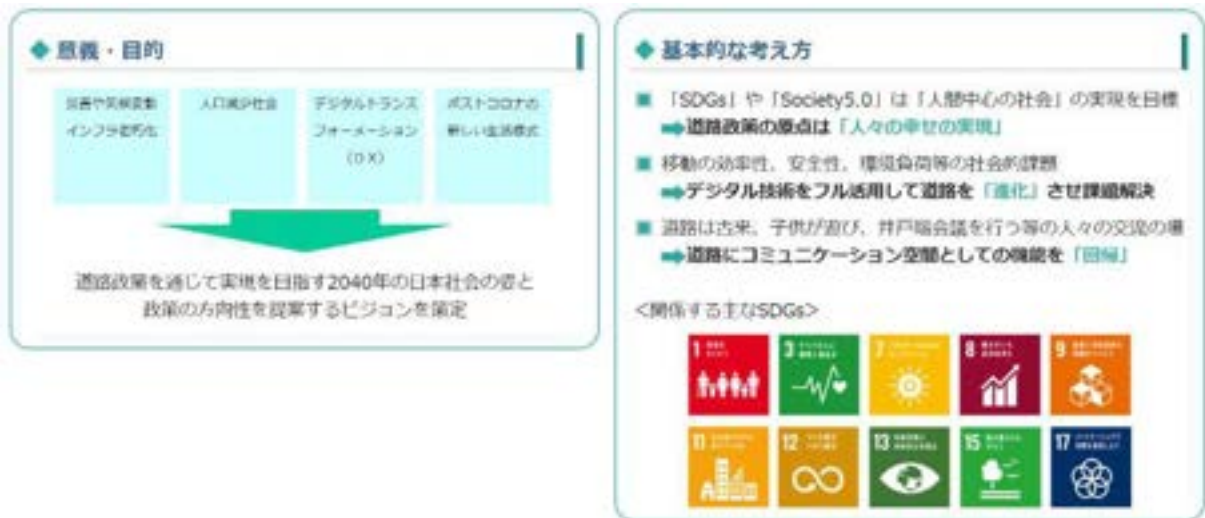 ◆ 意義・目的
災害や気候変動
インフラ老朽化
人口減少社会
デジタルトランス
フォーメーション
(DX)
ポストコロナの
新しい生活様式
道路政策を通じて実現を目指す2040年の日本社会の姿と
政策の方向性を提案するビジョンを策定
◆ 基本的な考え方
■ 「SDGs」や「Society5.0」は「人間中心の社会」の実現を目標
➡道路政策の原点は「人々の幸せの実現」
■ 移動の効率性、安全性、環境負荷等の社会的課題
➡デジタル技術をフル活用して道路を「進化」させ課題解決
■ 道路は古来、子供が遊び、井戸端会議を行う等の人々の交流の場
➡道路にコミュニケーション空間としての機能を「回帰」
<関係する主なSDGs>
1
3
7
8
9
11
12
13
15
17